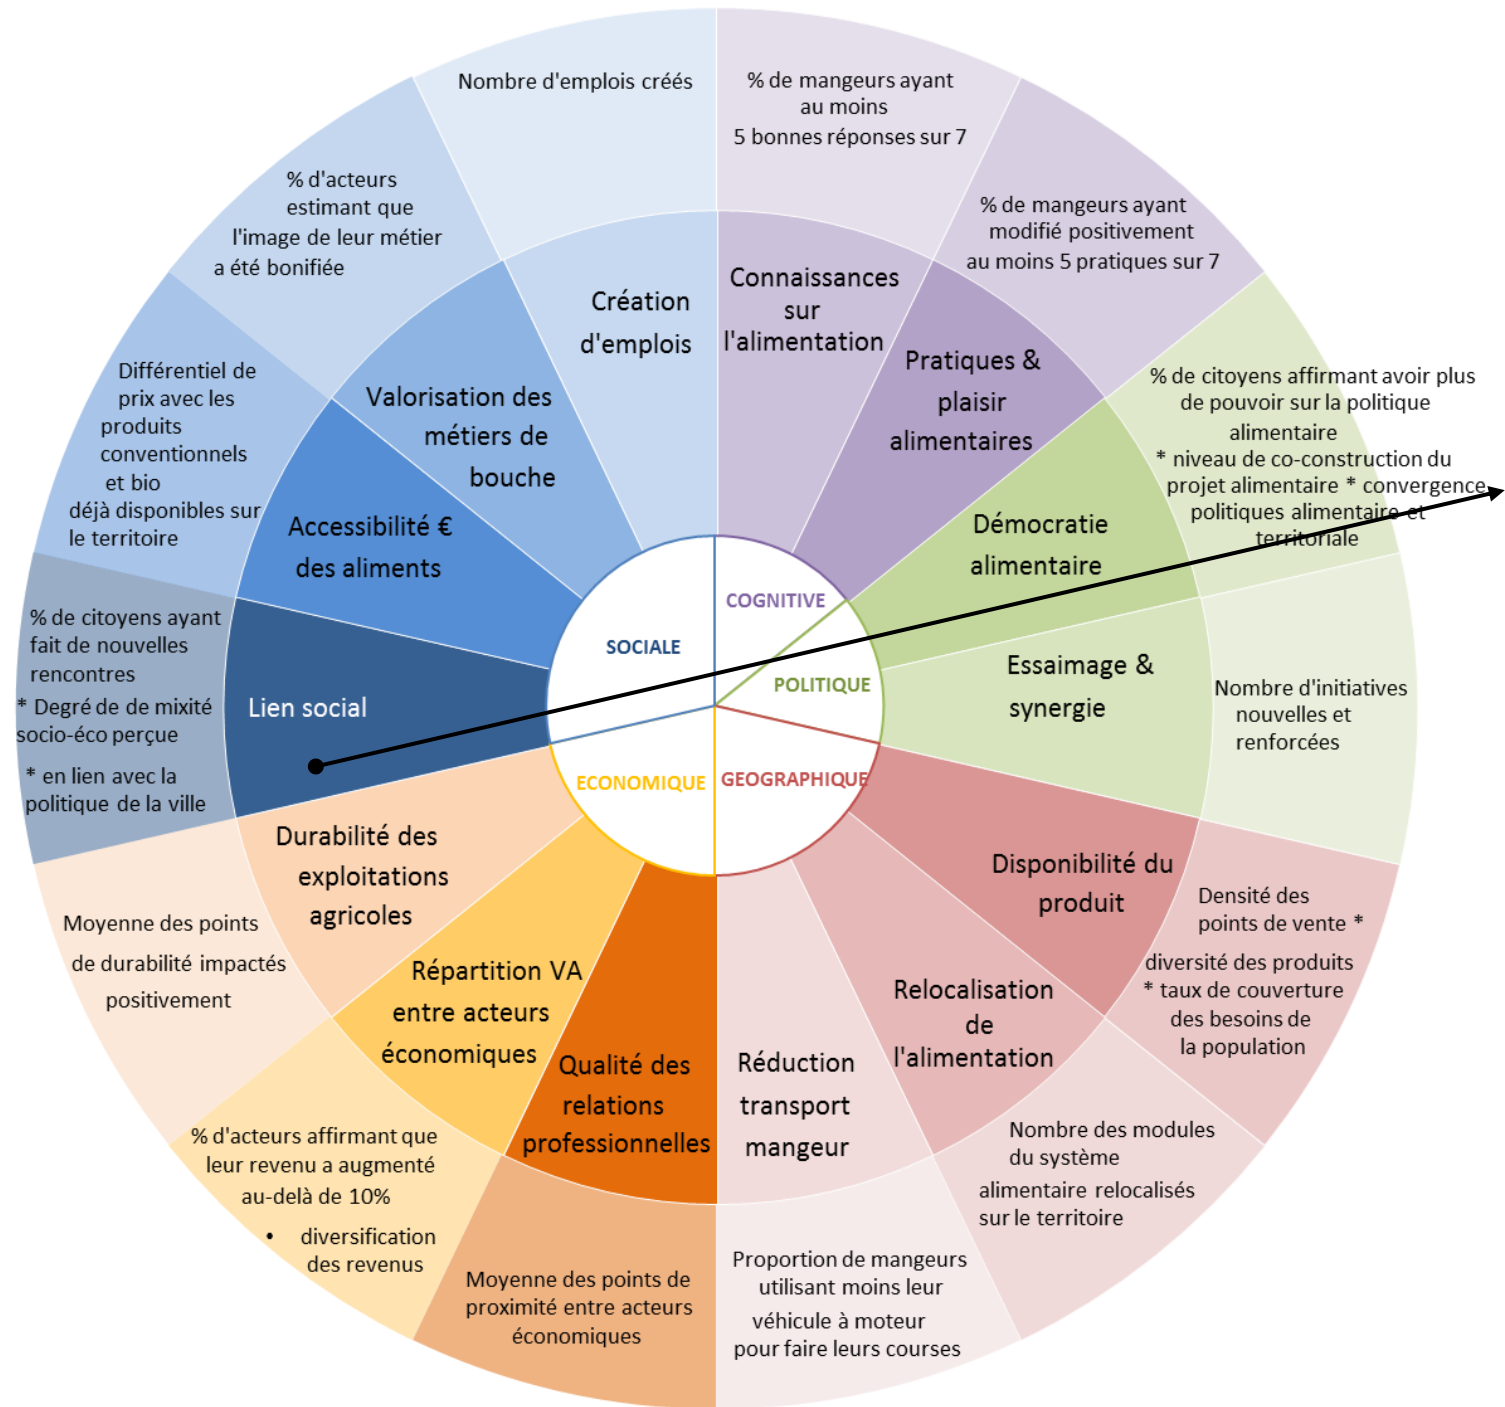 Nombre d'emplois créés
% de mangeurs ayant
au moins
5 bonnes réponses sur 7
% d'acteurs
estimant que
l'image de leur métier
a été bonifiée
% de mangeurs ayant
modifié positivement
au moins 5 pratiques sur 7
Création
d'emplois
Connaissances
sur
l'alimentation
Valorisation des
métiers de
bouche
Pratiques &
plaisir
alimentaires
Différentiel de
prix avec les
produits
conventionnels
et bio
déjà disponibles sur
le territoire
% de citoyens affirmant avoir plus
de pouvoir sur la politique
alimentaire
* niveau de co-construction du
projet alimentaire * convergence
politiques alimentaire et
territoriale
Accessibilité €
des aliments
Démocratie
alimentaire
COGNITIVE
SOCIALE
POLITIQUE
ECONOMIQUE
GEOGRAPHIQUE
% de citoyens ayant
fait de nouvelles
rencontres
* Degré de de mixité
socio-éco perçue
* en lien avec la
politique de la ville
Lien social
Essaimage &
synergie
Nombre d'initiatives
nouvelles et
renforcées
Durabilité des
exploitations
agricoles
Disponibilité du
produit
Moyenne des points
de durabilité impactés
positivement
Densité des
points de vente *
diversité des produits
* taux de couverture
des besoins de
la population
Répartition VA
entre acteurs
économiques
Relocalisation
de
l'alimentation
Qualité des
relations
professionnelles
Réduction
transport
mangeur
% d'acteurs affirmant que
leur revenu a augmenté
au-delà de 10%
• diversification
des revenus
Nombre des modules
du système
alimentaire relocalisés
sur le territoire
Moyenne des points de
proximité entre acteurs
économiques
Proportion de mangeurs
utilisant moins leur
véhicule à moteur
pour faire leurs courses